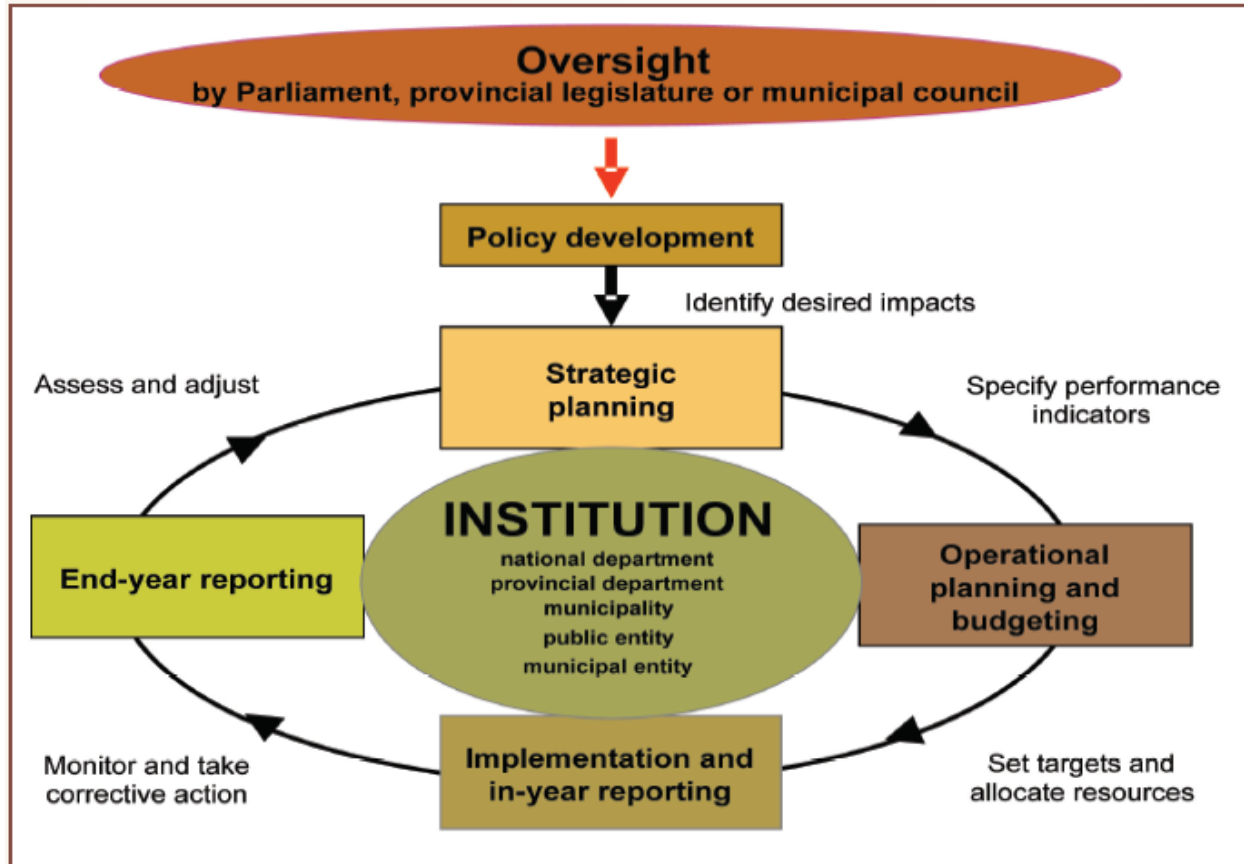 Oversight
by Parliament, provincial legislature or municipal council
Policy development
Identify desired impacts
Strategic
planning
Assess and adjust
Specify performance
indicators
INSTITUTION
national department
provincial department
municipality
public entity
municipal entity
End-year reporting
Operational
planning and
budgeting
Implementation and
in-year reporting
Monitor and take
corrective action
Set targets and
allocate resources